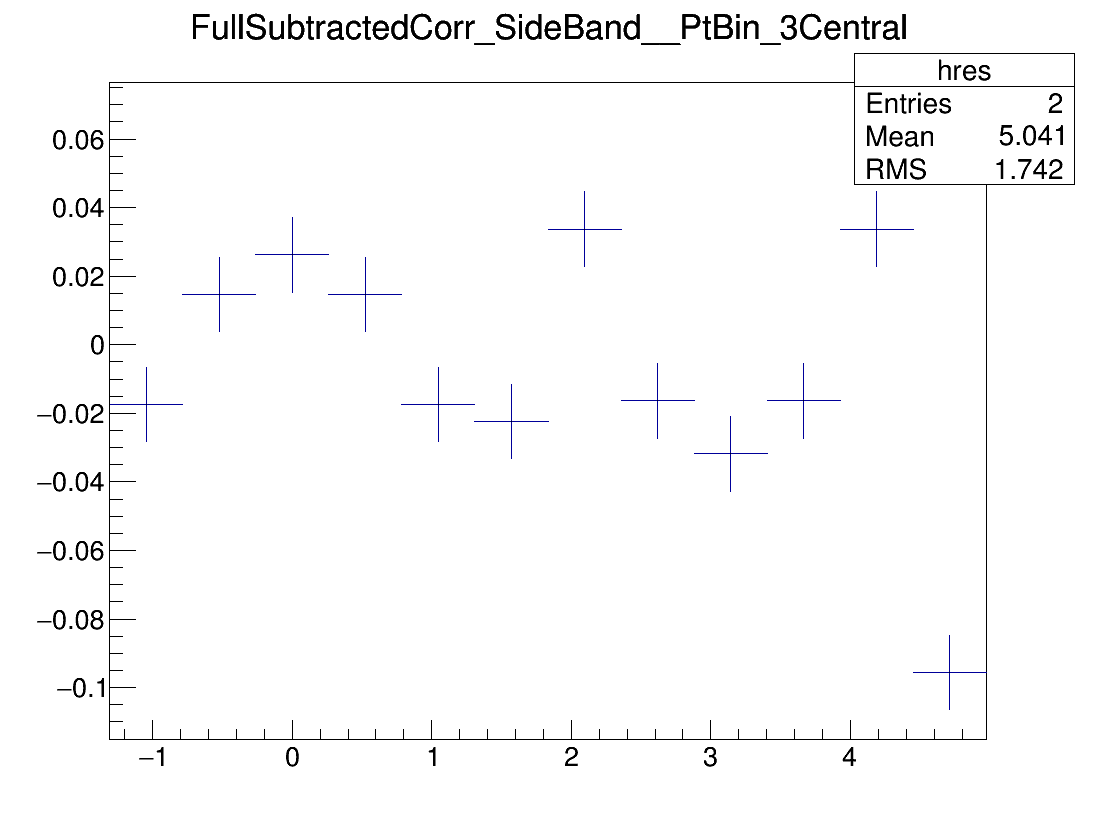 FullSubtractedCorr_SideBand__PtBin_3Central
hres
Entries 2
Mean 5.041
RMS 1.742
0.06
0.04
0.02
0
−0.02
−0.04
−0.06
−0.08
−0.1
−1 0 1 2 3 4